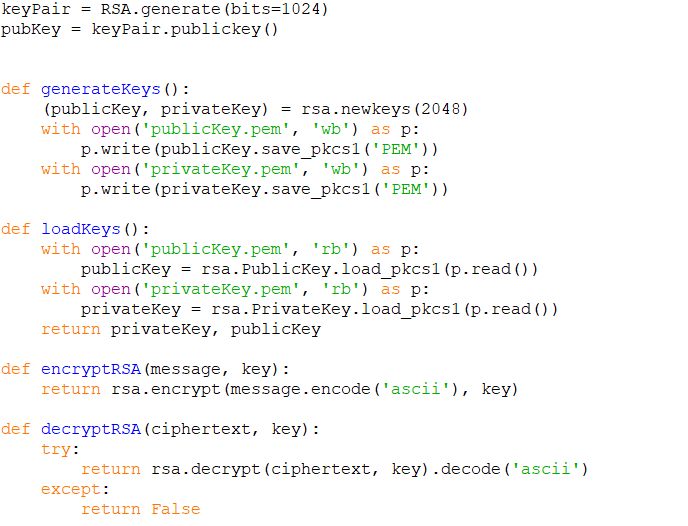 keyPair = RSA.generate(bits=1024)
pubKey = keyPair.publickey()
def generateKeys():
    (publicKey, privateKey) = rsa.newkeys(2048)
    with open('publicKey.pem', 'wb') as p:
        p.write(publicKey.save_pkcs1('PEM'))
    with open('privateKey.pem', 'wb') as p:
        p.write(privateKey.save_pkcs1('PEM'))
def loadKeys():
    with open('publicKey.pem', 'rb') as p:
        publicKey = rsa.PublicKey.load_pkcs1(p.read())
    with open('privateKey.pem', 'rb') as p:
        privateKey = rsa.PrivateKey.load_pkcs1(p.read())
    return privateKey, publicKey
def encryptRSA(message, key):
    return rsa.encrypt(message.encode('ascii'), key)
def decryptRSA(ciphertext, key):
    try:
        return rsa.decrypt(ciphertext, key).decode('ascii')
    except:
        return False